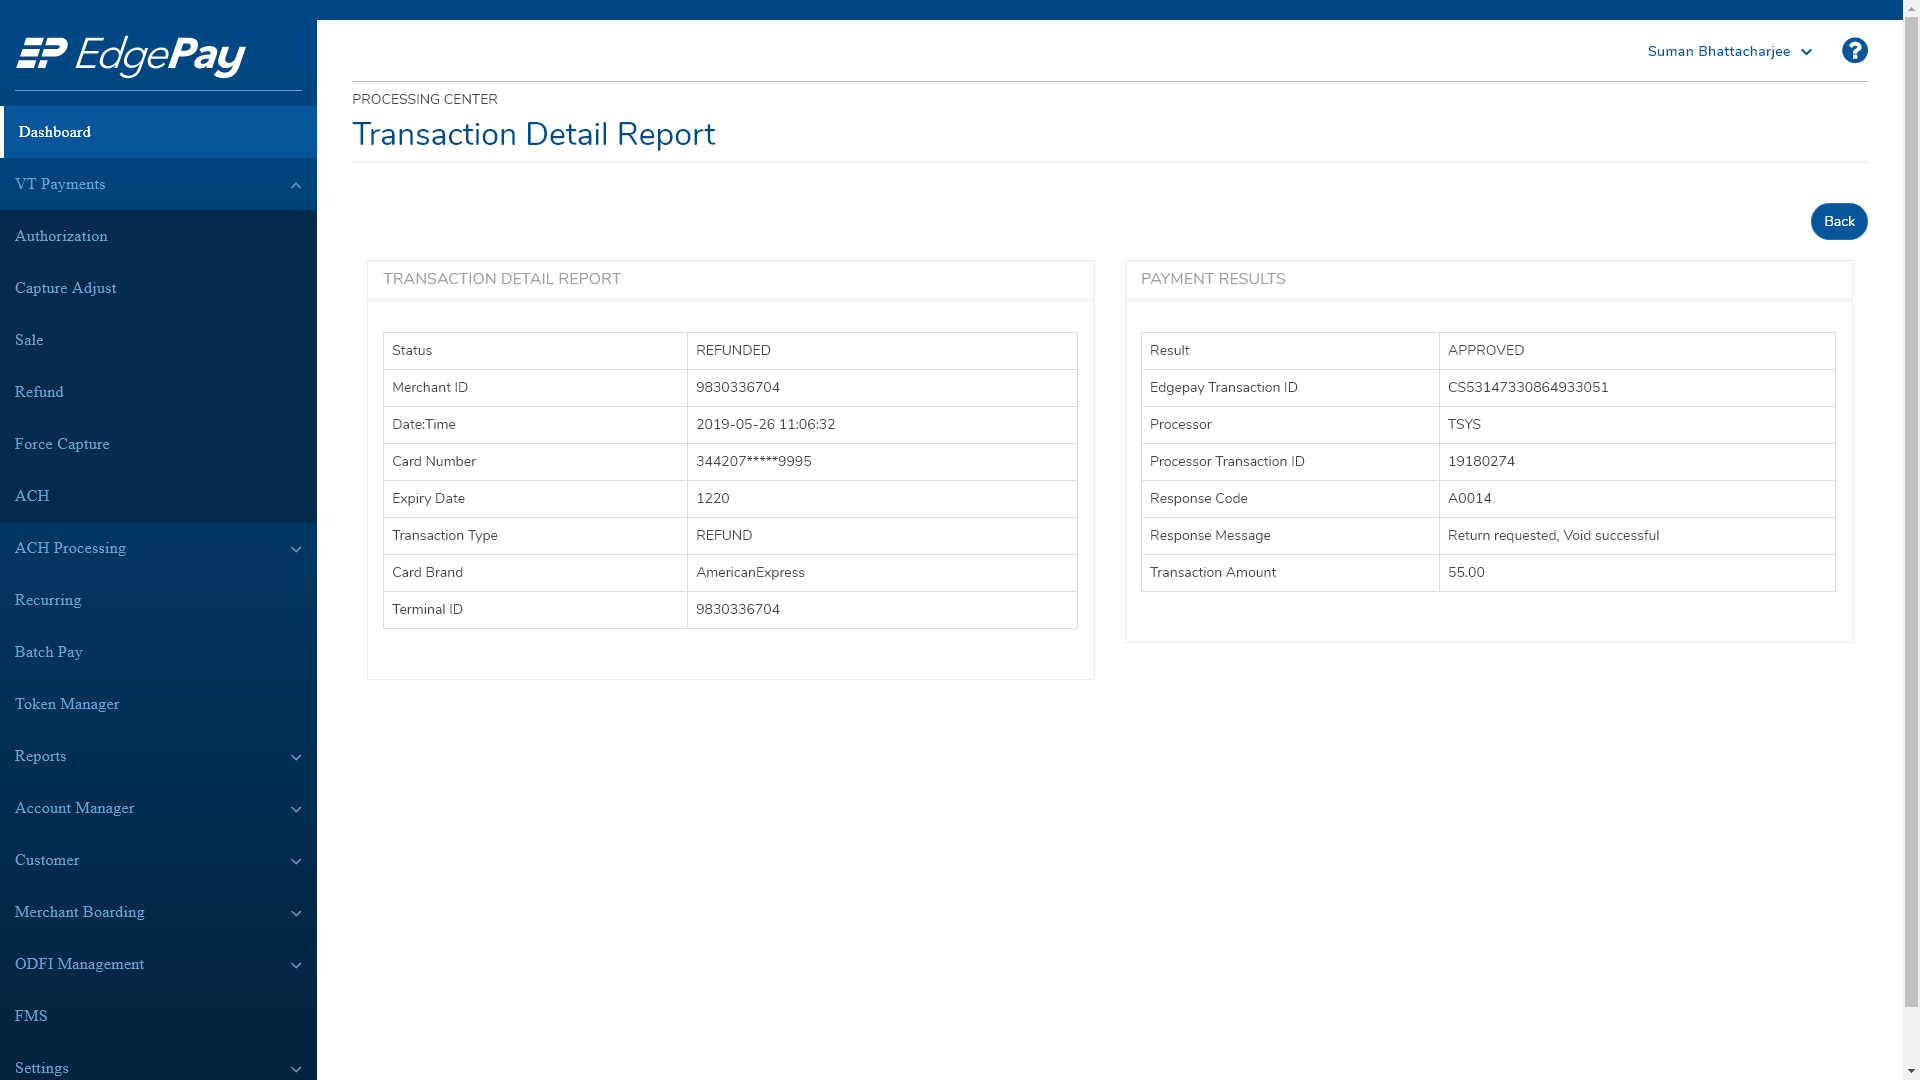 EdgePay
Dashboard
VT Payments
Authorization
Capture Adjust
Sale
Refund
Force Capture
ACH
ACH Processing
Recurring
Batch Pay
Token Manager
Reports
Account Manager
Customer
Merchant Boarding
ODFI Management
FMS
Settings
Suman Bhattacharjee
?
PROCESSING CENTER
Transaction Detail Report
Back
TRANSACTION DETAIL REPORT
Status REFUNDED
Merchant ID 9830336704
Date:Time 2019-05-26 11:06:32
Card Number 344207*****9995
Expiry Date 1220
Transaction Type REFUND
Card Brand AmericanExpress
Terminal ID 9830336704
PAYMENT RESULTS
Result APPROVED
Edgepay Transaction ID CS53147330864933051
Processor TSYS
Processor Transaction ID 19180274
Response Code A0014
Response Message Return requested, Void successful
Transaction Amount 55.00